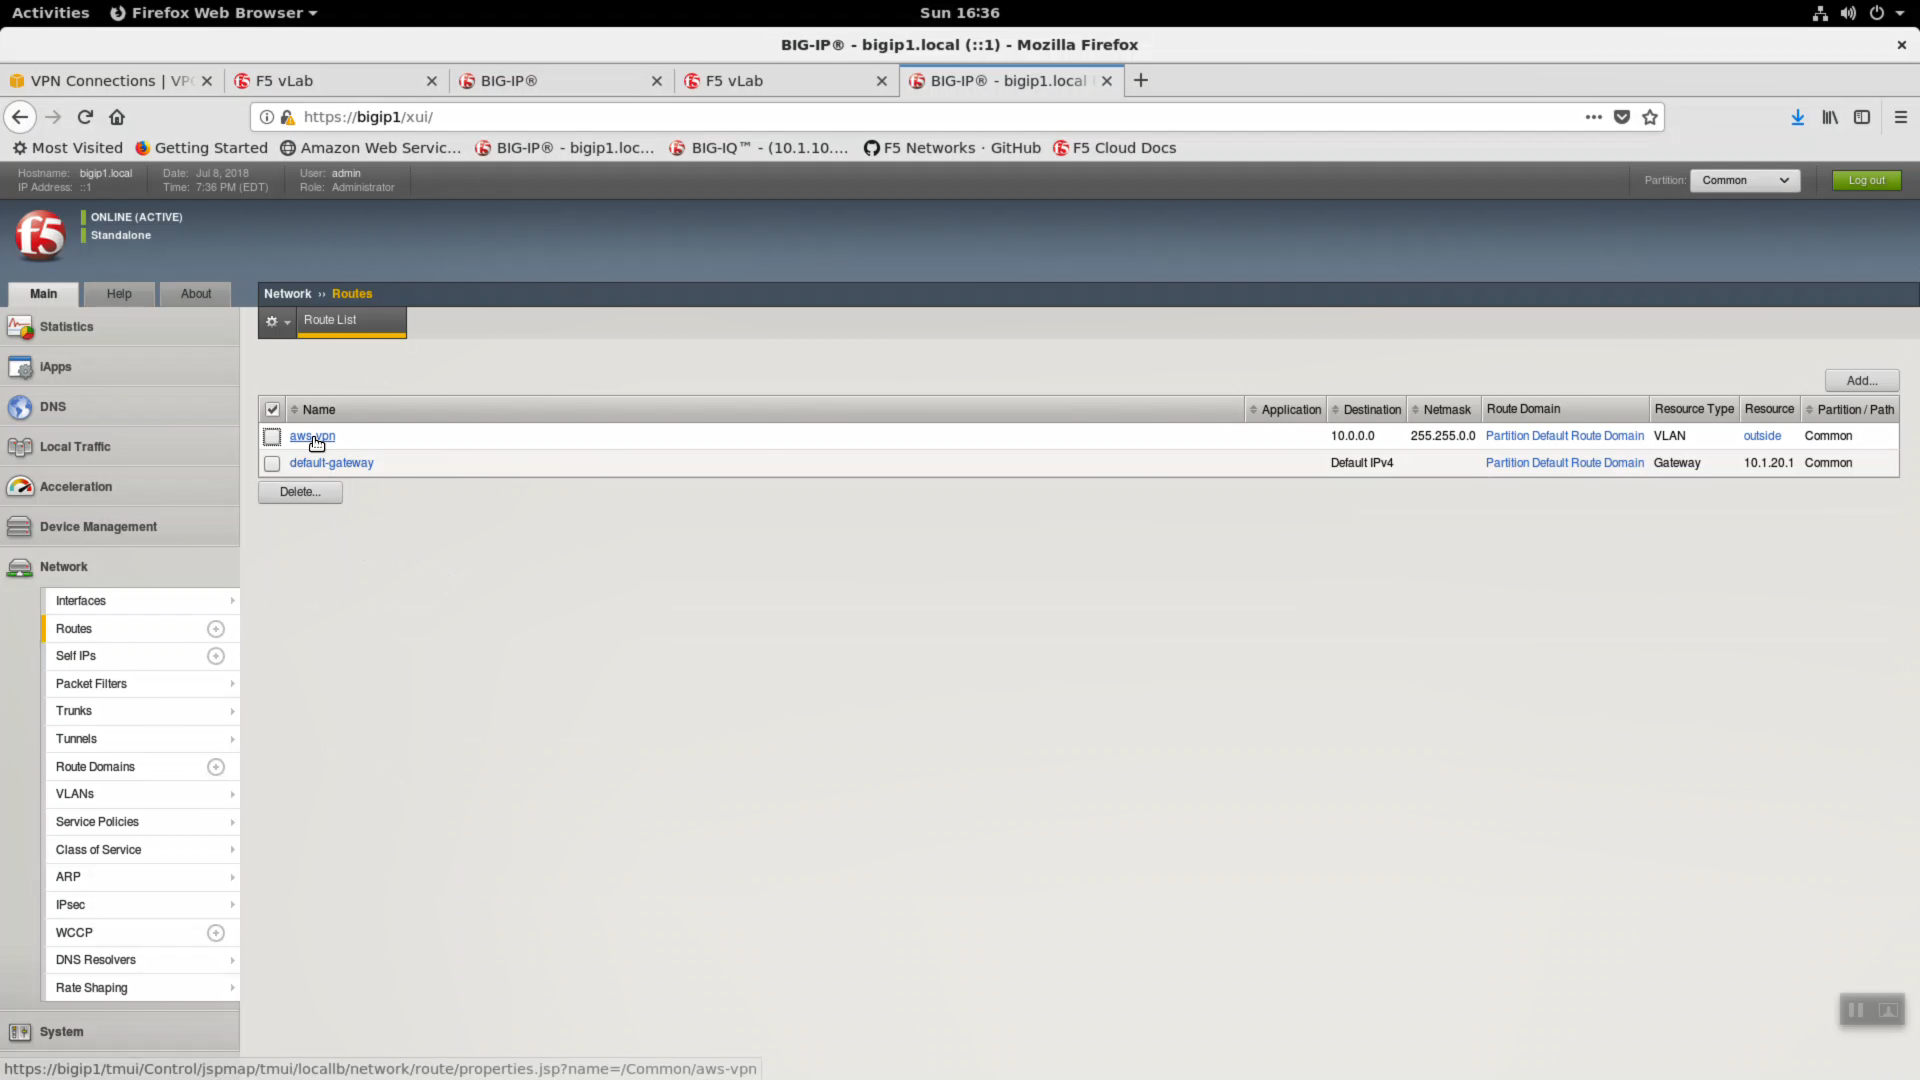 Activities Firefox Web Browser Sun 16:36
BIG-IP® - bigip1.local (::1) - Mozilla Firefox
VPN Connections | VPC F5 vLab BIG-IP® F5 vLab BIG-IP® - bigip1.local
https://bigip1/xui/
Most Visited Getting Started Amazon Web Servic... BIG-IP® - bigip1.loc... BIG-IQ™ - (10.1.10.... F5 Networks · GitHub F5 Cloud Docs
Hostname: bigip1.local Date: Jul 8, 2018 User: admin
IP Address: ::1 Time: 7:36 PM (EDT) Role: Administrator
Partition: Common Log out
f5
ONLINE (ACTIVE)
Standalone
Main Help About
Network ›› Routes
Route List
Statistics
iApps
DNS
Local Traffic
Acceleration
Device Management
Network
Interfaces
Routes
Self IPs
Packet Filters
Trunks
Tunnels
Route Domains
VLANs
Service Policies
Class of Service
ARP
IPsec
WCCP
DNS Resolvers
Rate Shaping
System
Add...
Name Application Destination Netmask Route Domain Resource Type Resource Partition / Path
aws-vpn 10.0.0.0 255.255.0.0 Partition Default Route Domain VLAN outside Common
default-gateway Default IPv4 Partition Default Route Domain Gateway 10.1.20.1 Common
Delete...
https://bigip1/tmui/Control/jspmap/tmui/locallb/network/route/properties.jsp?name=/Common/aws-vpn